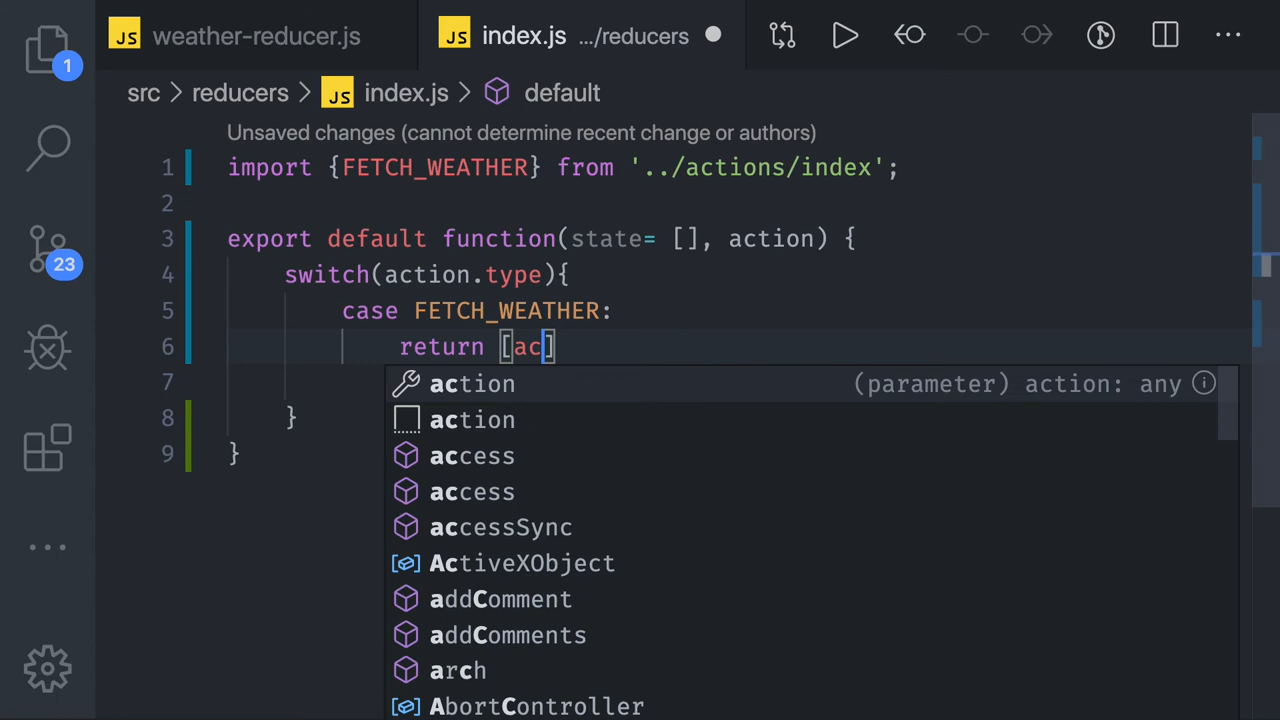 JS weather-reducer.js JS index.js .../reducers
1
src > reducers > JS index.js > default
Unsaved changes (cannot determine recent change or authors)
1 import {FETCH_WEATHER} from '../actions/index';
2
3 export default function(state= [], action) {
4 switch(action.type){
5 case FETCH_WEATHER:
6 return [ac]
7
8 }
9 }
23
action (parameter) action: any
action
access
access
accessSync
ActiveXObject
addComment
addComments
arch
AbortController